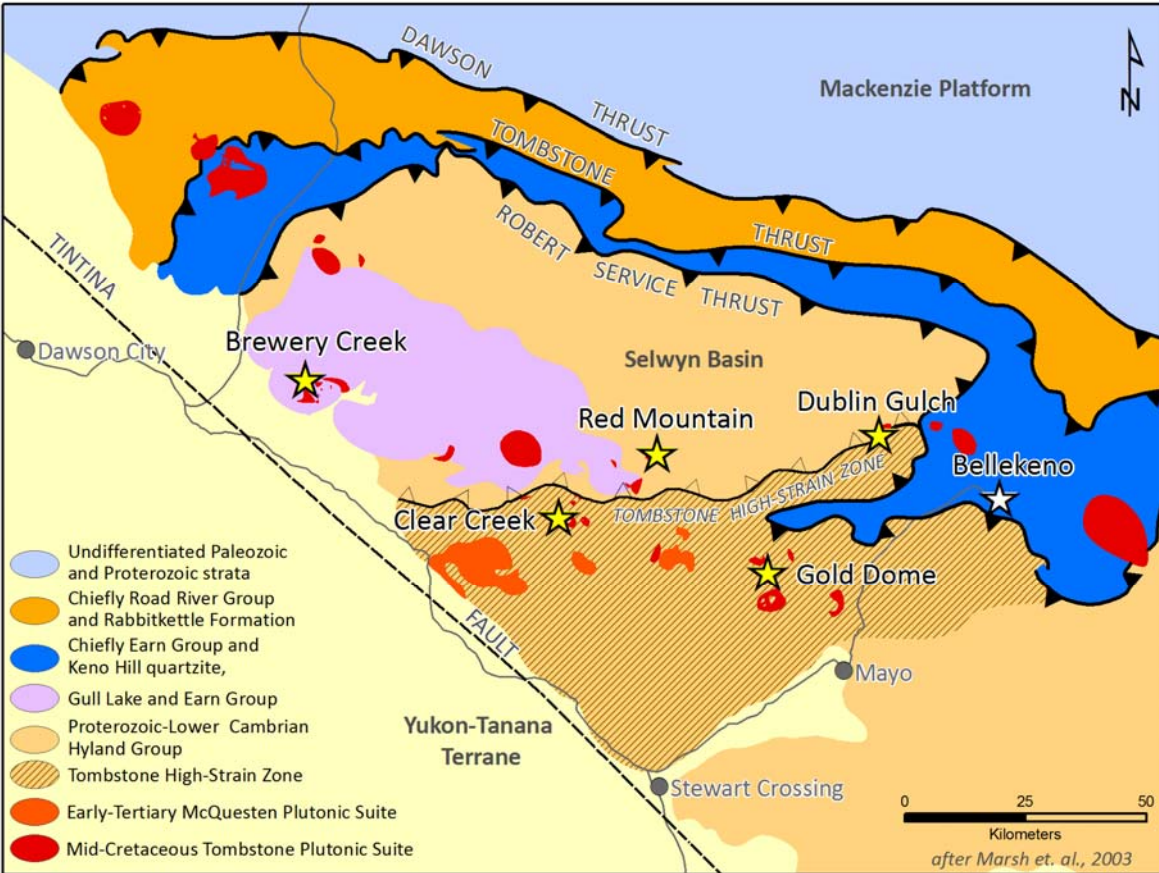 DAWSON
THRUST
Mackenzie Platform
N
TOMBSTONE
THRUST
ROBERT SERVICE THRUST
TINTINA
FAULT
Dawson City
Brewery Creek
Selwyn Basin
Red Mountain
Dublin Gulch
Bellekeno
TOMBSTONE HIGH-STRAIN ZONE
Clear Creek
Gold Dome
Mayo
Yukon-Tanana
Terrane
Stewart Crossing
Undifferentiated Paleozoic
and Proterozoic strata
Chiefly Road River Group
and Rabbitkettle Formation
Chiefly Earn Group and
Keno Hill quartzite,
Gull Lake and Earn Group
Proterozoic-Lower Cambrian
Hyland Group
Tombstone High-Strain Zone
Early-Tertiary McQuesten Plutonic Suite
Mid-Cretaceous Tombstone Plutonic Suite
0 25 50
Kilometers
after Marsh et. al., 2003